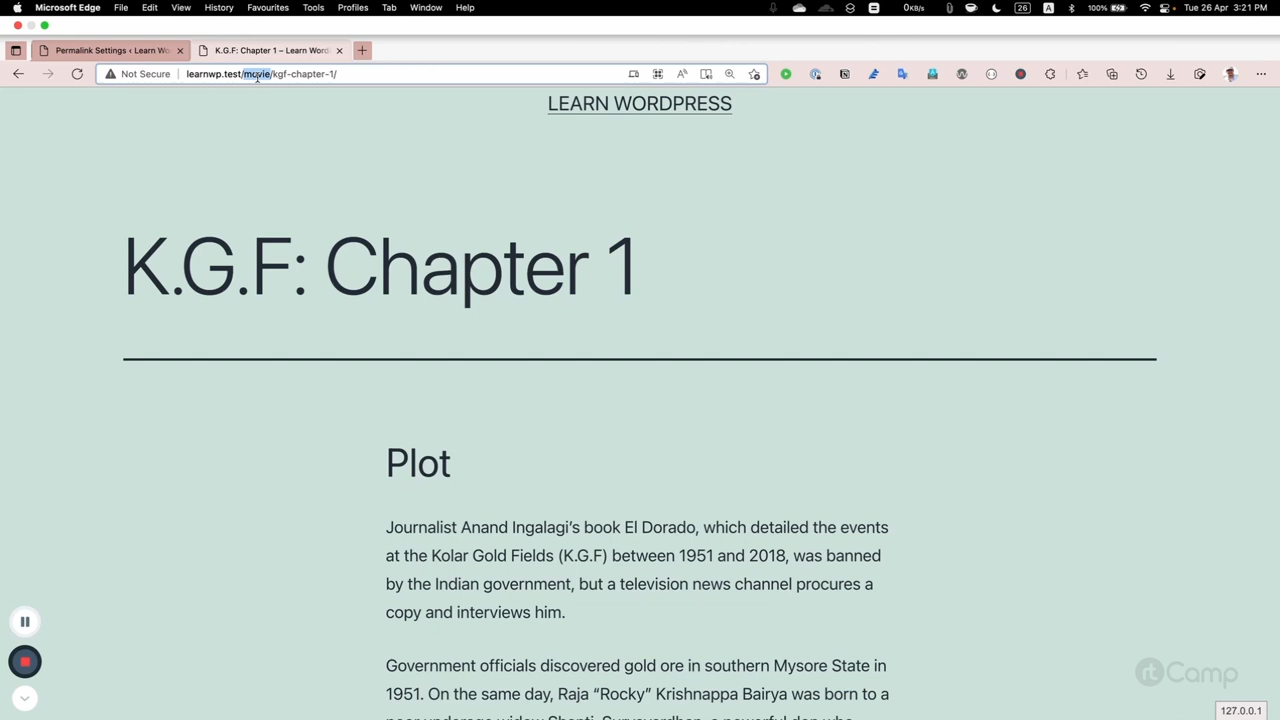 Microsoft Edge File Edit View History Favourites Tools Profiles Tab Window Help 0KB/s 26 A 100% Tue 26 Apr 3:21 PM
Permalink Settings ‹ Learn Wo
K.G.F: Chapter 1 – Learn Word
Not Secure learnwp.test/movie/kgf-chapter-1/
LEARN WORDPRESS
K.G.F: Chapter 1
Plot
Journalist Anand Ingalagi’s book El Dorado, which detailed the events
at the Kolar Gold Fields (K.G.F) between 1951 and 2018, was banned
by the Indian government, but a television news channel procures a
copy and interviews him.
Government officials discovered gold ore in southern Mysore State in
1951. On the same day, Raja “Rocky” Krishnappa Bairya was born to a
rtCamp
127.0.0.1